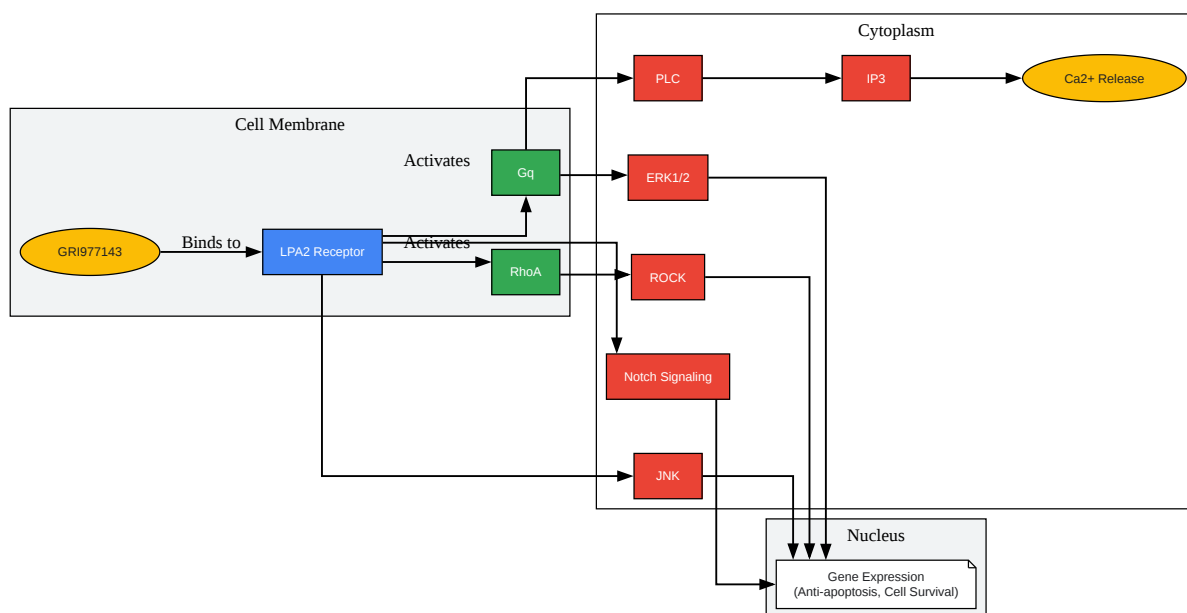 Cytoplasm
PLC
IP3
Ca2+ Release
Cell Membrane
Activates
Gq
ERK1/2
GRI977143
Binds to
LPA2 Receptor
Activates
RhoA
ROCK
Notch Signaling
JNK
Nucleus
Gene Expression
(Anti-apoptosis, Cell Survival)